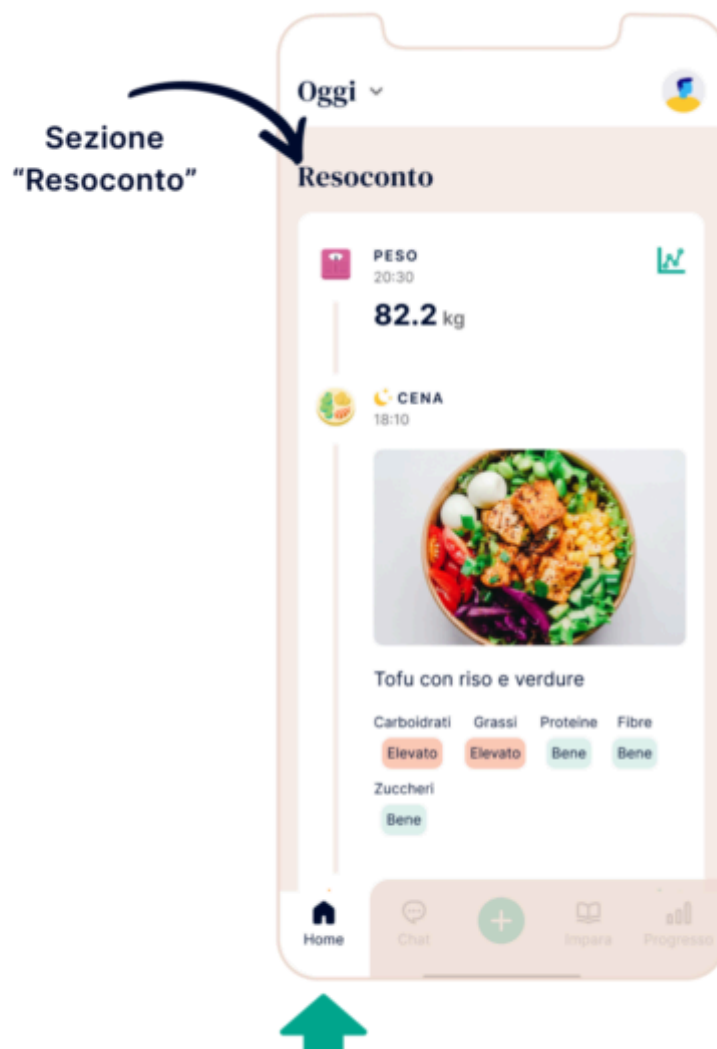 Oggi
Sezione
“Resoconto”
Resoconto
PESO
20:30
82.2 kg
CENA
18:10
Tofu con riso e verdure
Carboidrati Grassi Proteine Fibre
Elevato Elevato Bene Bene
Zuccheri
Bene
Home Chat Impara Progresso